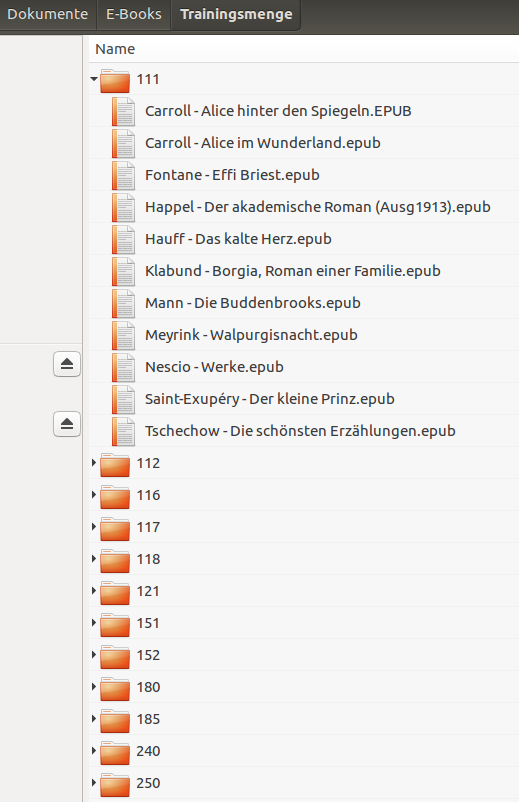 Dokumente E-Books Trainingsmenge
Name
111
Carroll - Alice hinter den Spiegeln.EPUB
Carroll - Alice im Wunderland.epub
Fontane - Effi Briest.epub
Happel - Der akademische Roman (Ausg1913).epub
Hauff - Das kalte Herz.epub
Klabund - Borgia, Roman einer Familie.epub
Mann - Die Buddenbrooks.epub
Meyrink - Walpurgisnacht.epub
Nescio - Werke.epub
Saint-Exupéry - Der kleine Prinz.epub
Tschechow - Die schönsten Erzählungen.epub
112
116
117
118
121
151
152
180
185
240
250